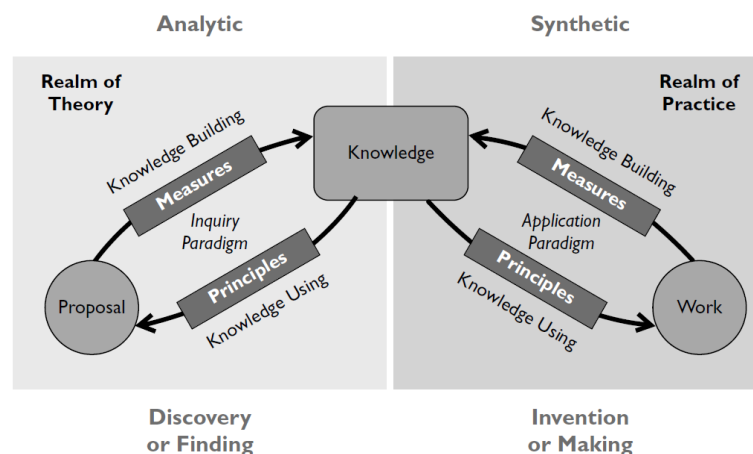 Analytic
Synthetic
Realm of
Theory
Realm of
Practice
Knowledge Building
Measures
Knowledge
Knowledge Building
Measures
Inquiry
Paradigm
Application
Paradigm
Proposal
Principles
Knowledge Using
Principles
Knowledge Using
Work
Discovery
or Finding
Invention
or Making